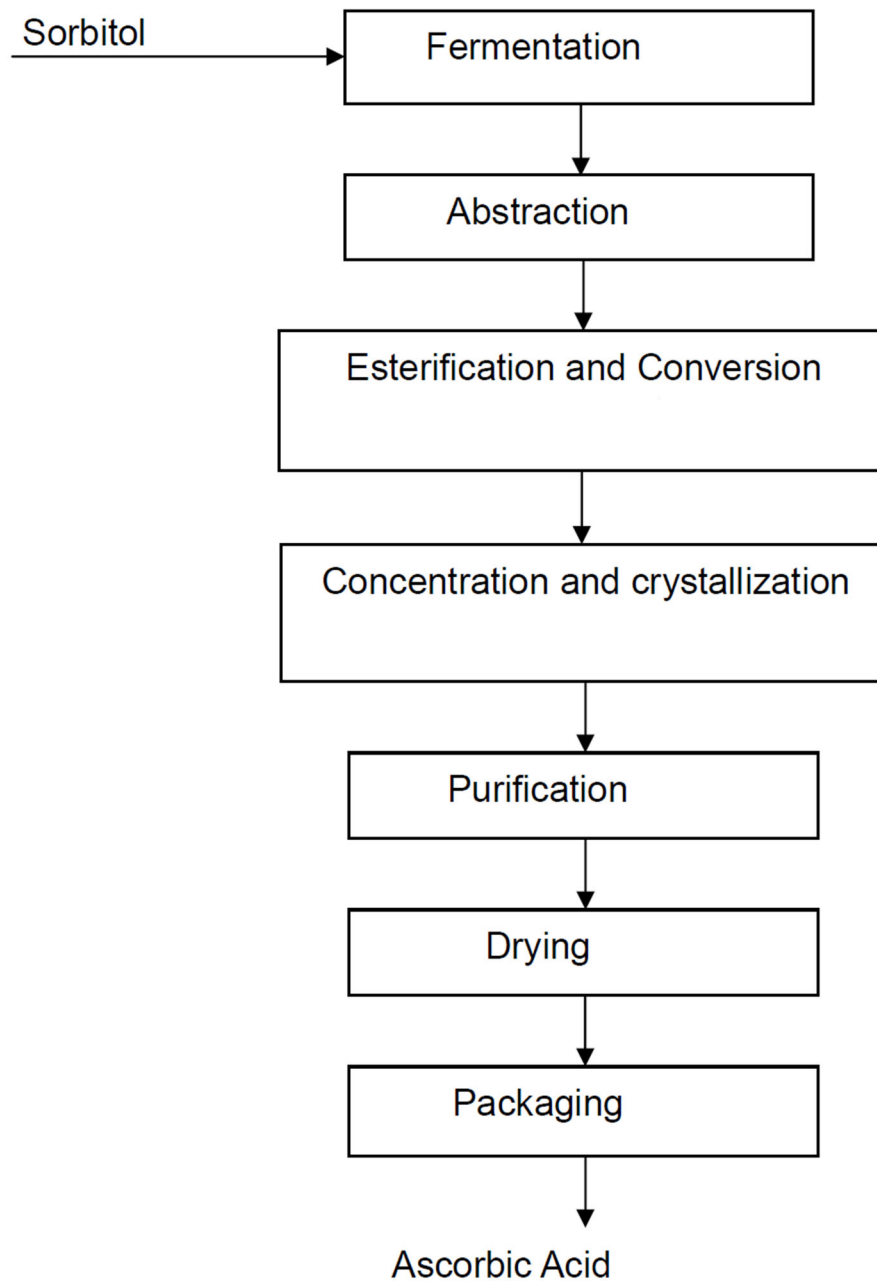 Sorbitol
Fermentation
Abstraction
Esterification and Conversion
Concentration and crystallization
Purification
Drying
Packaging
Ascorbic Acid